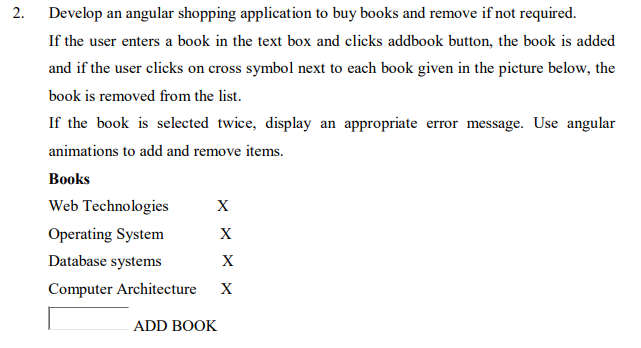 2. Develop an angular shopping application to buy books and remove if not required.
If the user enters a book in the text box and clicks addbook button, the book is added
and if the user clicks on cross symbol next to each book given in the picture below, the
book is removed from the list.
If the book is selected twice, display an appropriate error message. Use angular
animations to add and remove items.
Books
Web Technologies X
Operating System X
Database systems X
Computer Architecture X
ADD BOOK